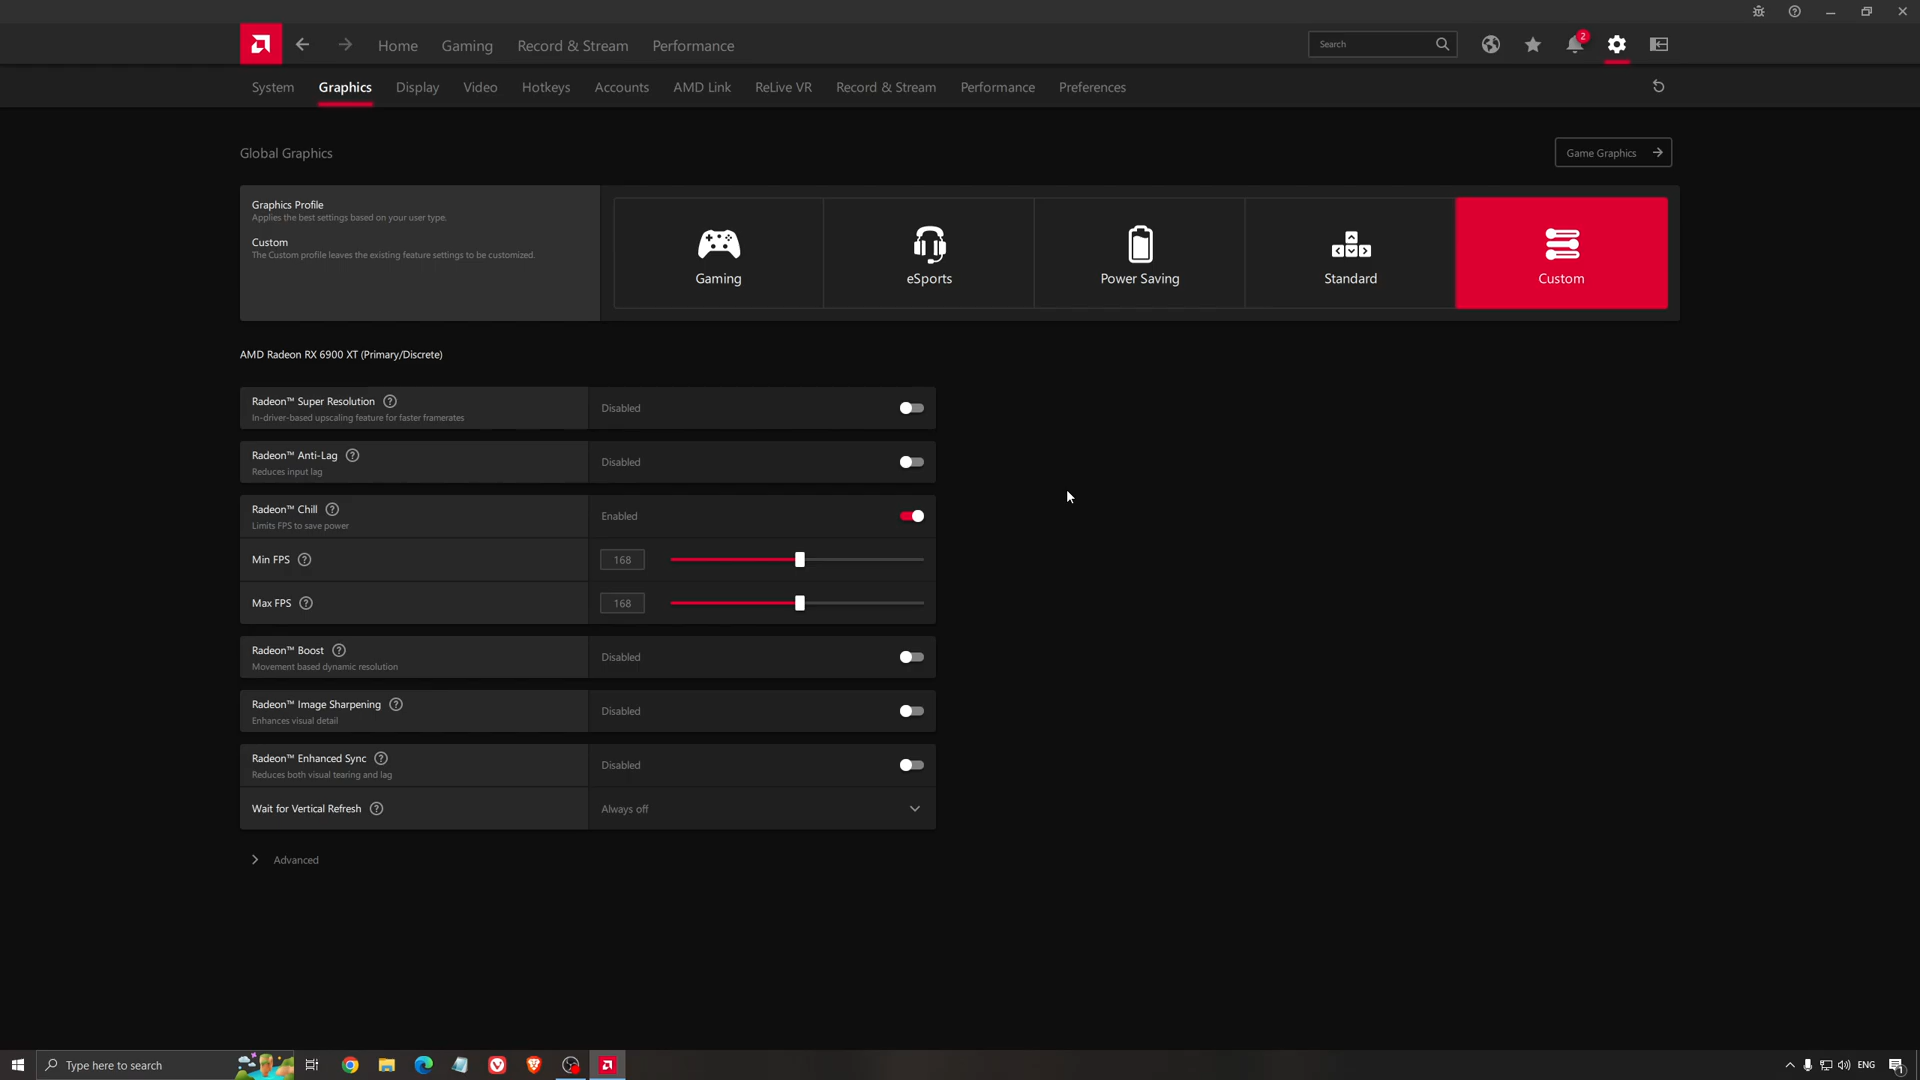 Home Gaming Record & Stream Performance Search 2
System Graphics Display Video Hotkeys Accounts AMD Link ReLive VR Record & Stream Performance Preferences
Global Graphics
Game Graphics
Graphics Profile
Applies the best settings based on your user type.
Custom
The Custom profile leaves the existing feature settings to be customized.
Gaming
eSports
Power Saving
Standard
Custom
AMD Radeon RX 6900 XT (Primary/Discrete)
Radeon™ Super Resolution
In-driver-based upscaling feature for faster framerates
Disabled
Radeon™ Anti-Lag
Reduces input lag
Disabled
Radeon™ Chill
Limits FPS to save power
Enabled
Min FPS 168
Max FPS 168
Radeon™ Boost
Movement based dynamic resolution
Disabled
Radeon™ Image Sharpening
Enhances visual detail
Disabled
Radeon™ Enhanced Sync
Reduces both visual tearing and lag
Disabled
Wait for Vertical Refresh Always off
Advanced
Type here to search ENG 1